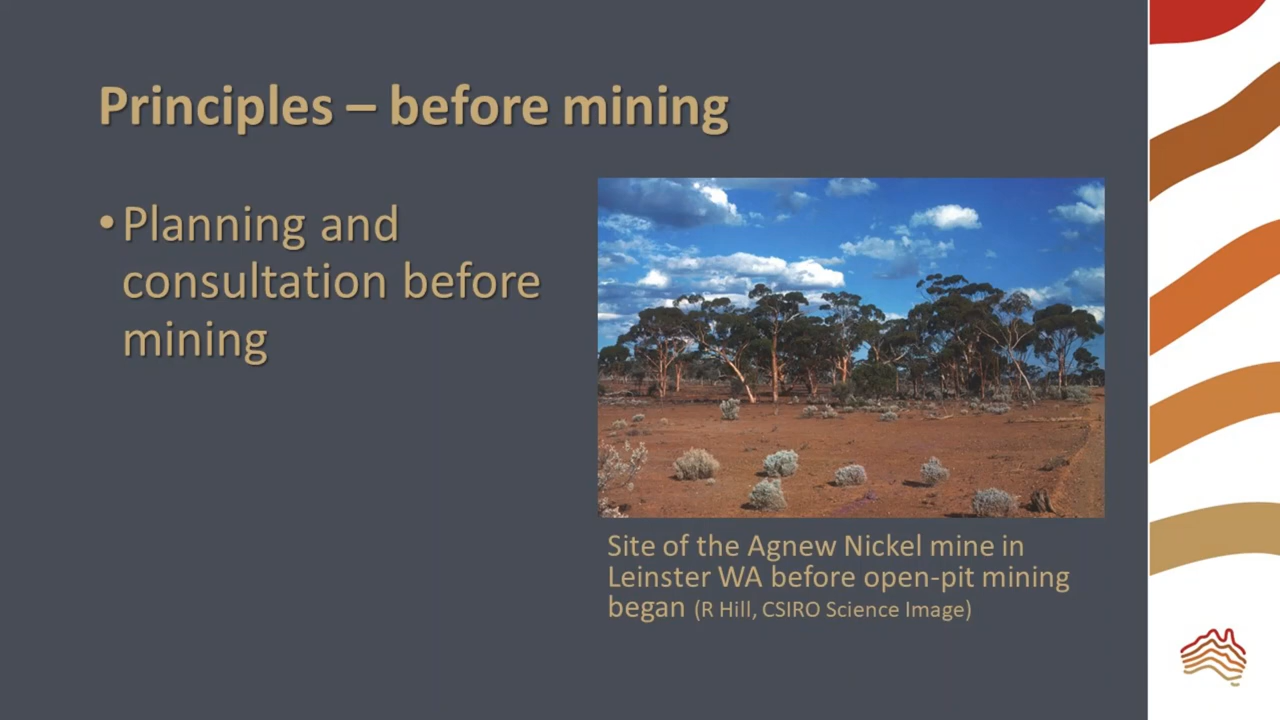 Principles – before mining
•Planning and
consultation before
mining
Site of the Agnew Nickel mine in
Leinster WA before open-pit mining
began (R Hill, CSIRO Science Image)